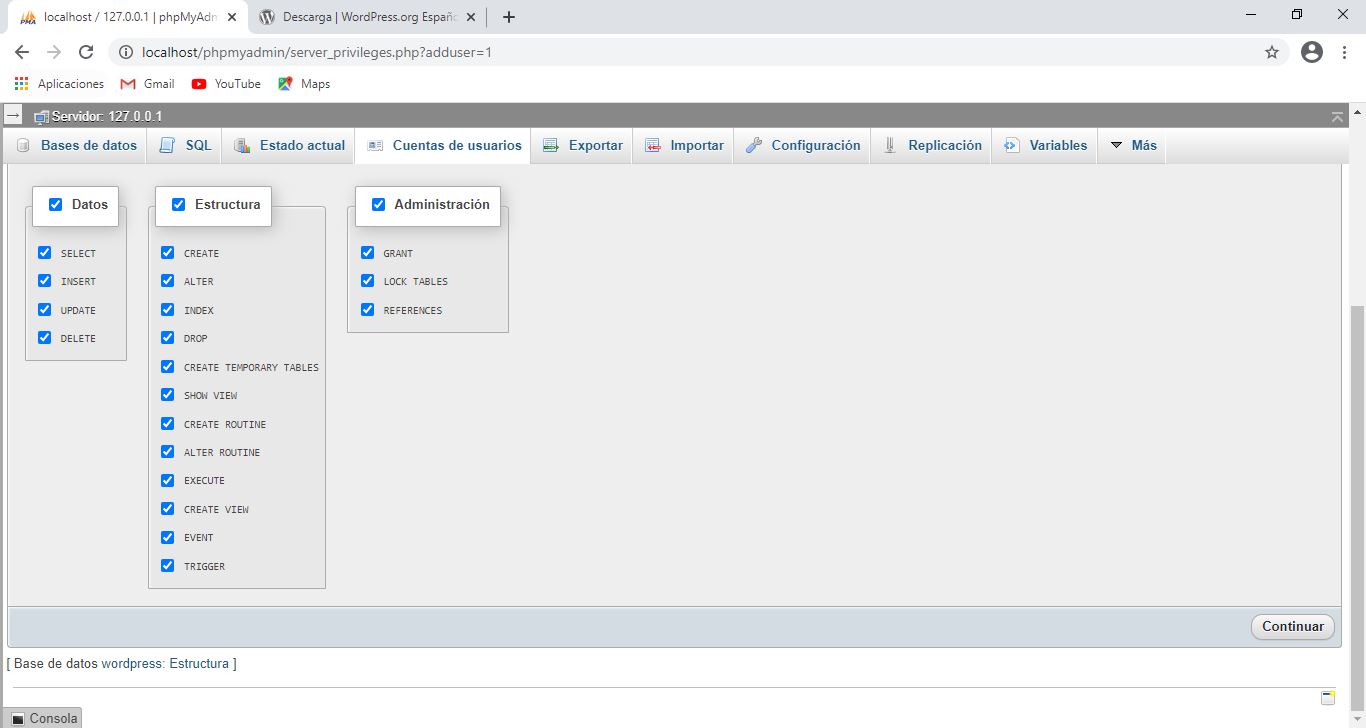 localhost / 127.0.0.1 | phpMyAdm
Descarga | WordPress.org Españo
localhost/phpmyadmin/server_privileges.php?adduser=1
Aplicaciones Gmail YouTube Maps
Servidor: 127.0.0.1
Bases de datos SQL Estado actual Cuentas de usuarios Exportar Importar Configuración Replicación Variables Más
Datos
SELECT
INSERT
UPDATE
DELETE
Estructura
CREATE
ALTER
INDEX
DROP
CREATE TEMPORARY TABLES
SHOW VIEW
CREATE ROUTINE
ALTER ROUTINE
EXECUTE
CREATE VIEW
EVENT
TRIGGER
Administración
GRANT
LOCK TABLES
REFERENCES
Continuar
[ Base de datos wordpress: Estructura ]
Consola